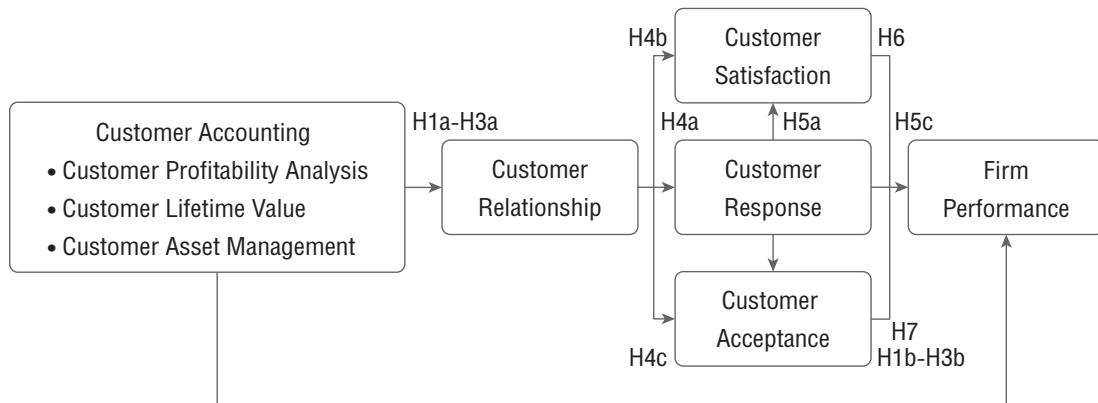 Customer Accounting
• Customer Profitability Analysis
• Customer Lifetime Value
• Customer Asset Management
H1a-H3a
Customer
Relationship
H4b
H4a
H4c
Customer
Satisfaction
H5a
Customer
Response
Customer
Acceptance
H6
H5c
H7
H1b-H3b
Firm
Performance